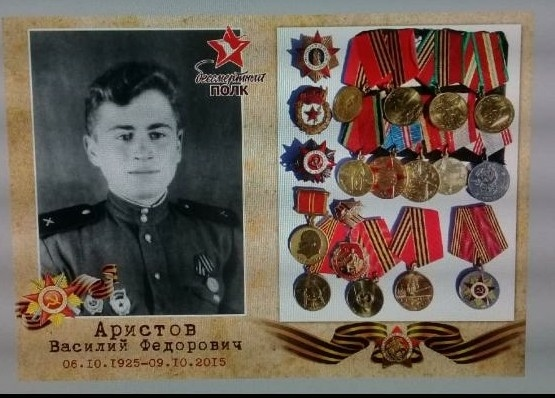 бессмертный
ПОЛК
Аристов
Василий Федорович
06.10.1925-09.10.2015